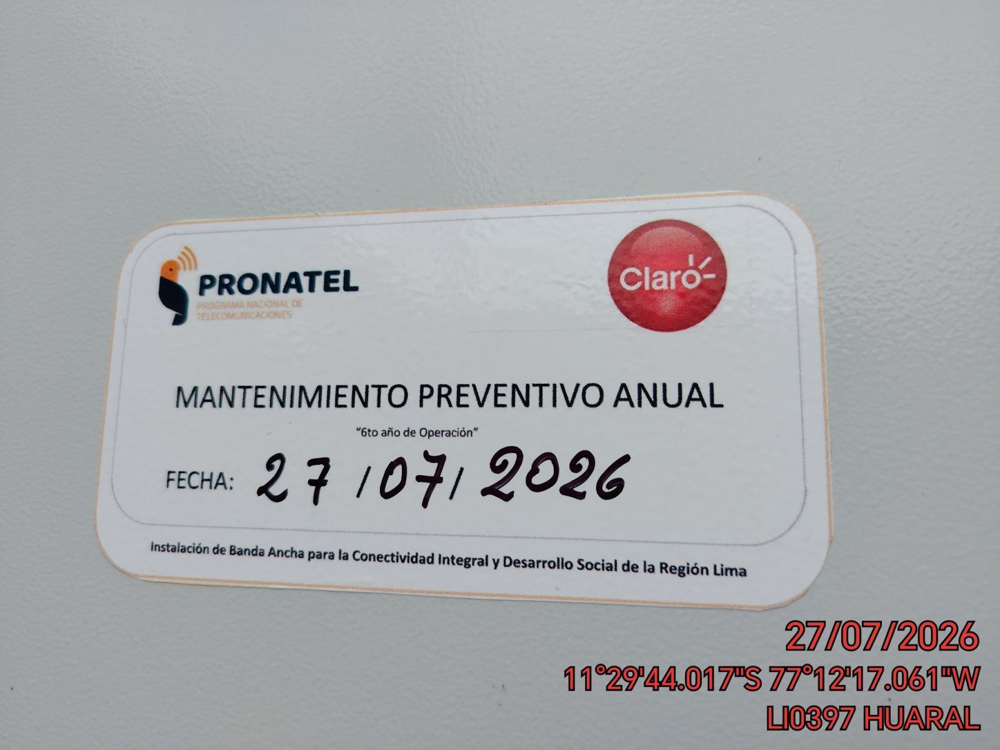 PRONATEL
PROGRAMA NACIONAL DE
TELECOMUNICACIONES
Claro
MANTENIMIENTO PREVENTIVO ANUAL
"6to año de Operación"
FECHA: 27/07/2026
Instalación de Banda Ancha para la Conectividad Integral y Desarrollo Social de la Región Lima
27/07/2026
11°29'44.017"S 77°12'17.061"W
LI0397 HUARAL